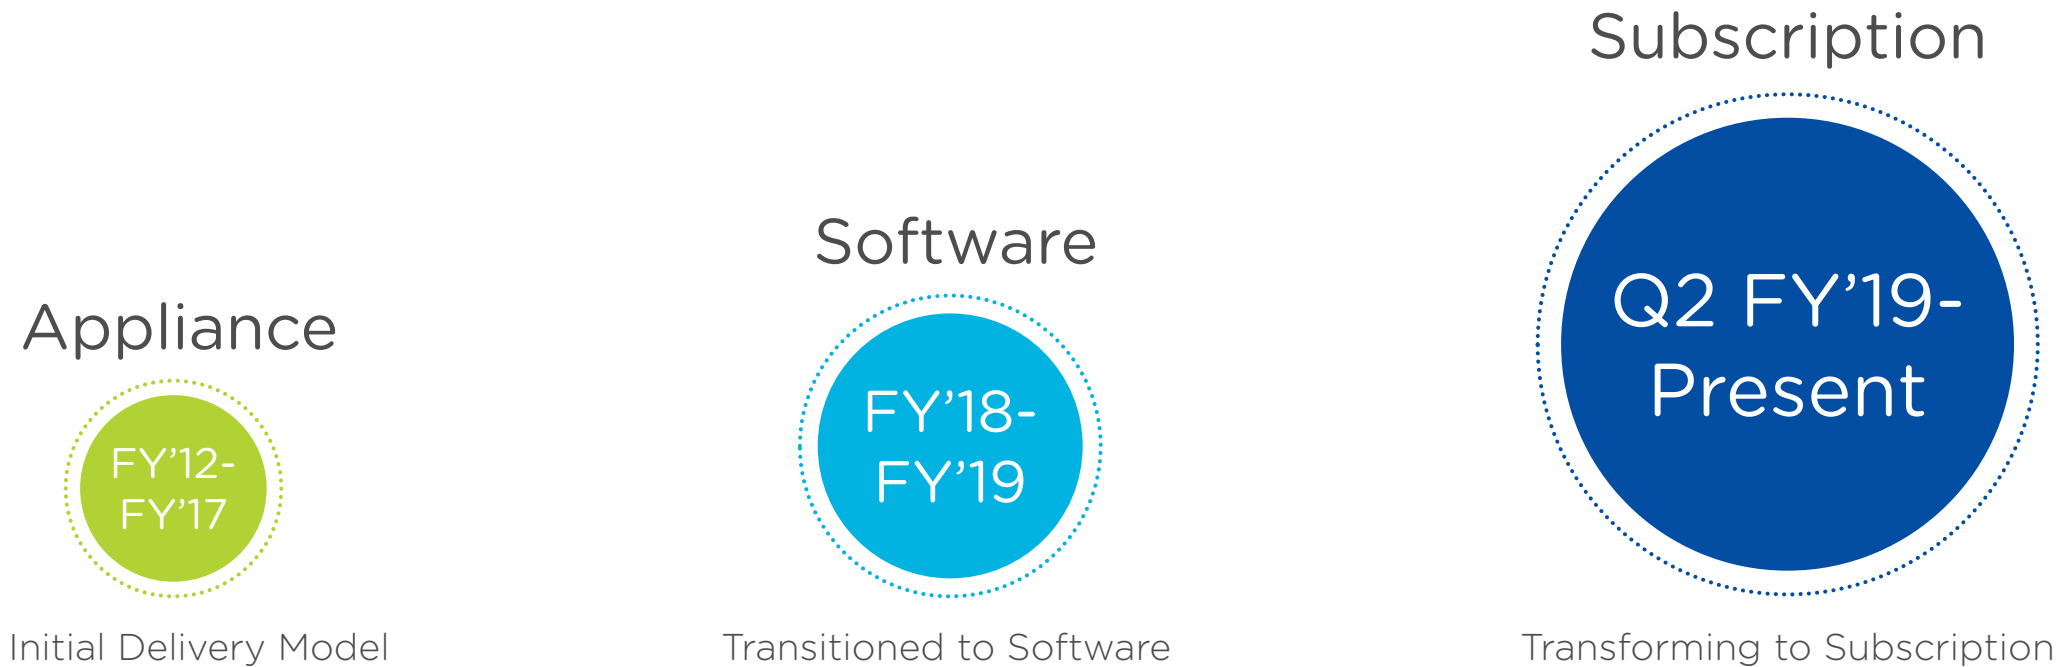 Appliance
FY’12-
FY’17
Initial Delivery Model
Software
FY’18-
FY’19
Transitioned to Software
Subscription
Q2 FY’19-
Present
Transforming to Subscription